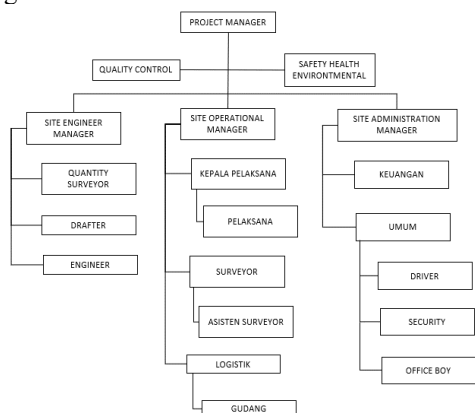 PROJECT MANAGER
QUALITY CONTROL
SAFETY HEALTH
ENVIRONTMENTAL
SITE ENGINEER
MANAGER
QUANTITY
SURVEYOR
DRAFTER
ENGINEER
SITE OPERATIONAL
MANAGER
KEPALA PELAKSANA
PELAKSANA
SURVEYOR
ASISTEN SURVEYOR
LOGISTIK
GUDANG
SITE ADMINISTRATION
MANAGER
KEUANGAN
UMUM
DRIVER
SECURITY
OFFICE BOY